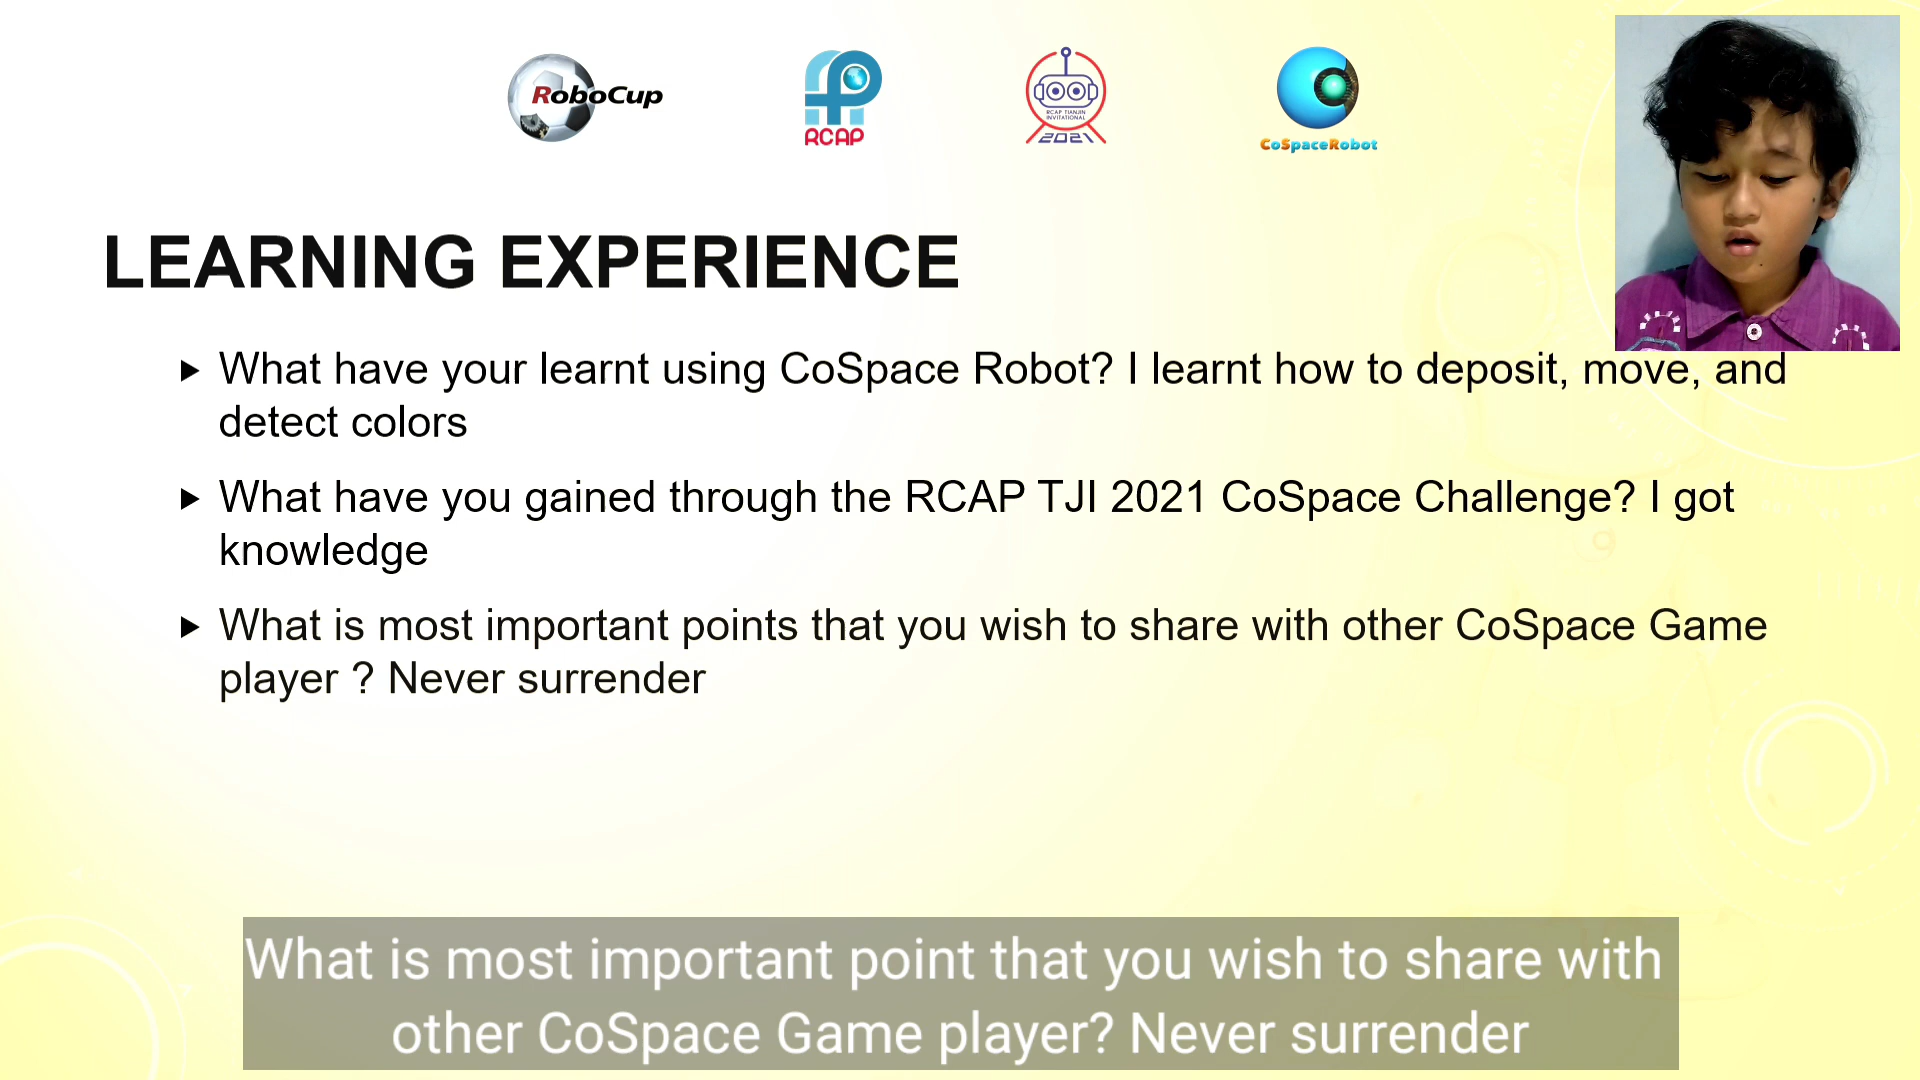 RoboCup
RCAP
RCAP TIANJIN
INVITATIONAL
2021
CoSpaceRobot
LEARNING EXPERIENCE
What have your learnt using CoSpace Robot? I learnt how to deposit, move, and
detect colors
What have you gained through the RCAP TJI 2021 CoSpace Challenge? I got
knowledge
What is most important points that you wish to share with other CoSpace Game
player ? Never surrender
What is most important point that you wish to share with
other CoSpace Game player? Never surrender